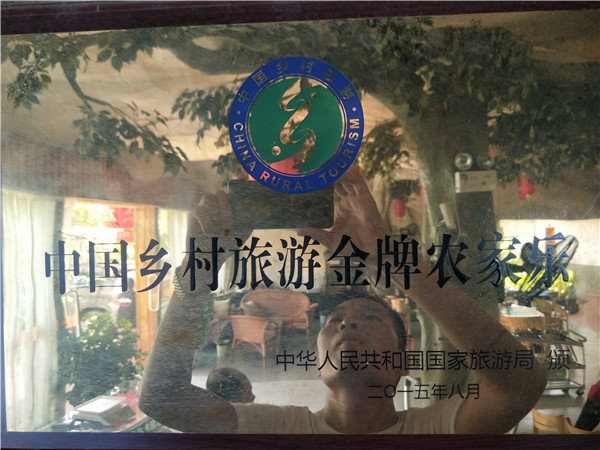 中国乡村旅游
CHINA RURAL TOURISM
中国乡村旅游金牌农家乐
中华人民共和国国家旅游局 颁
二〇一五年八月